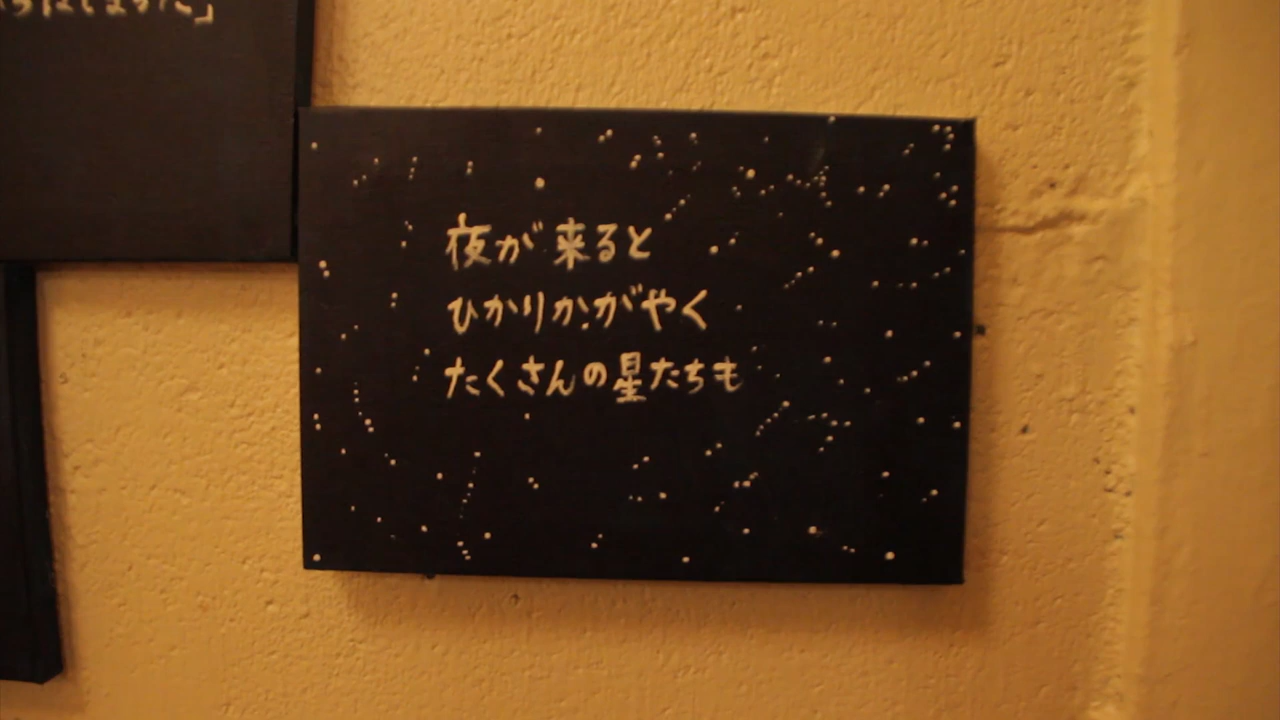 夜が来ると
ひかりかがやく
たくさんの星たちも